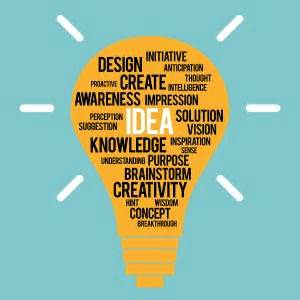 DESIGN INITIATIVE
ANTICIPATION
PROACTIVE CREATE THOUGHT
INTELLIGENCE
AWARENESS IMPRESSION
PERCEPTION IDEA SOLUTION
SUGGESTION VISION
KNOWLEDGE INSPIRATION
SENSE
UNDERSTANDING PURPOSE
BRAINSTORM
CREATIVITY
HINT WISDOM
CONCEPT
BREAKTHROUGH